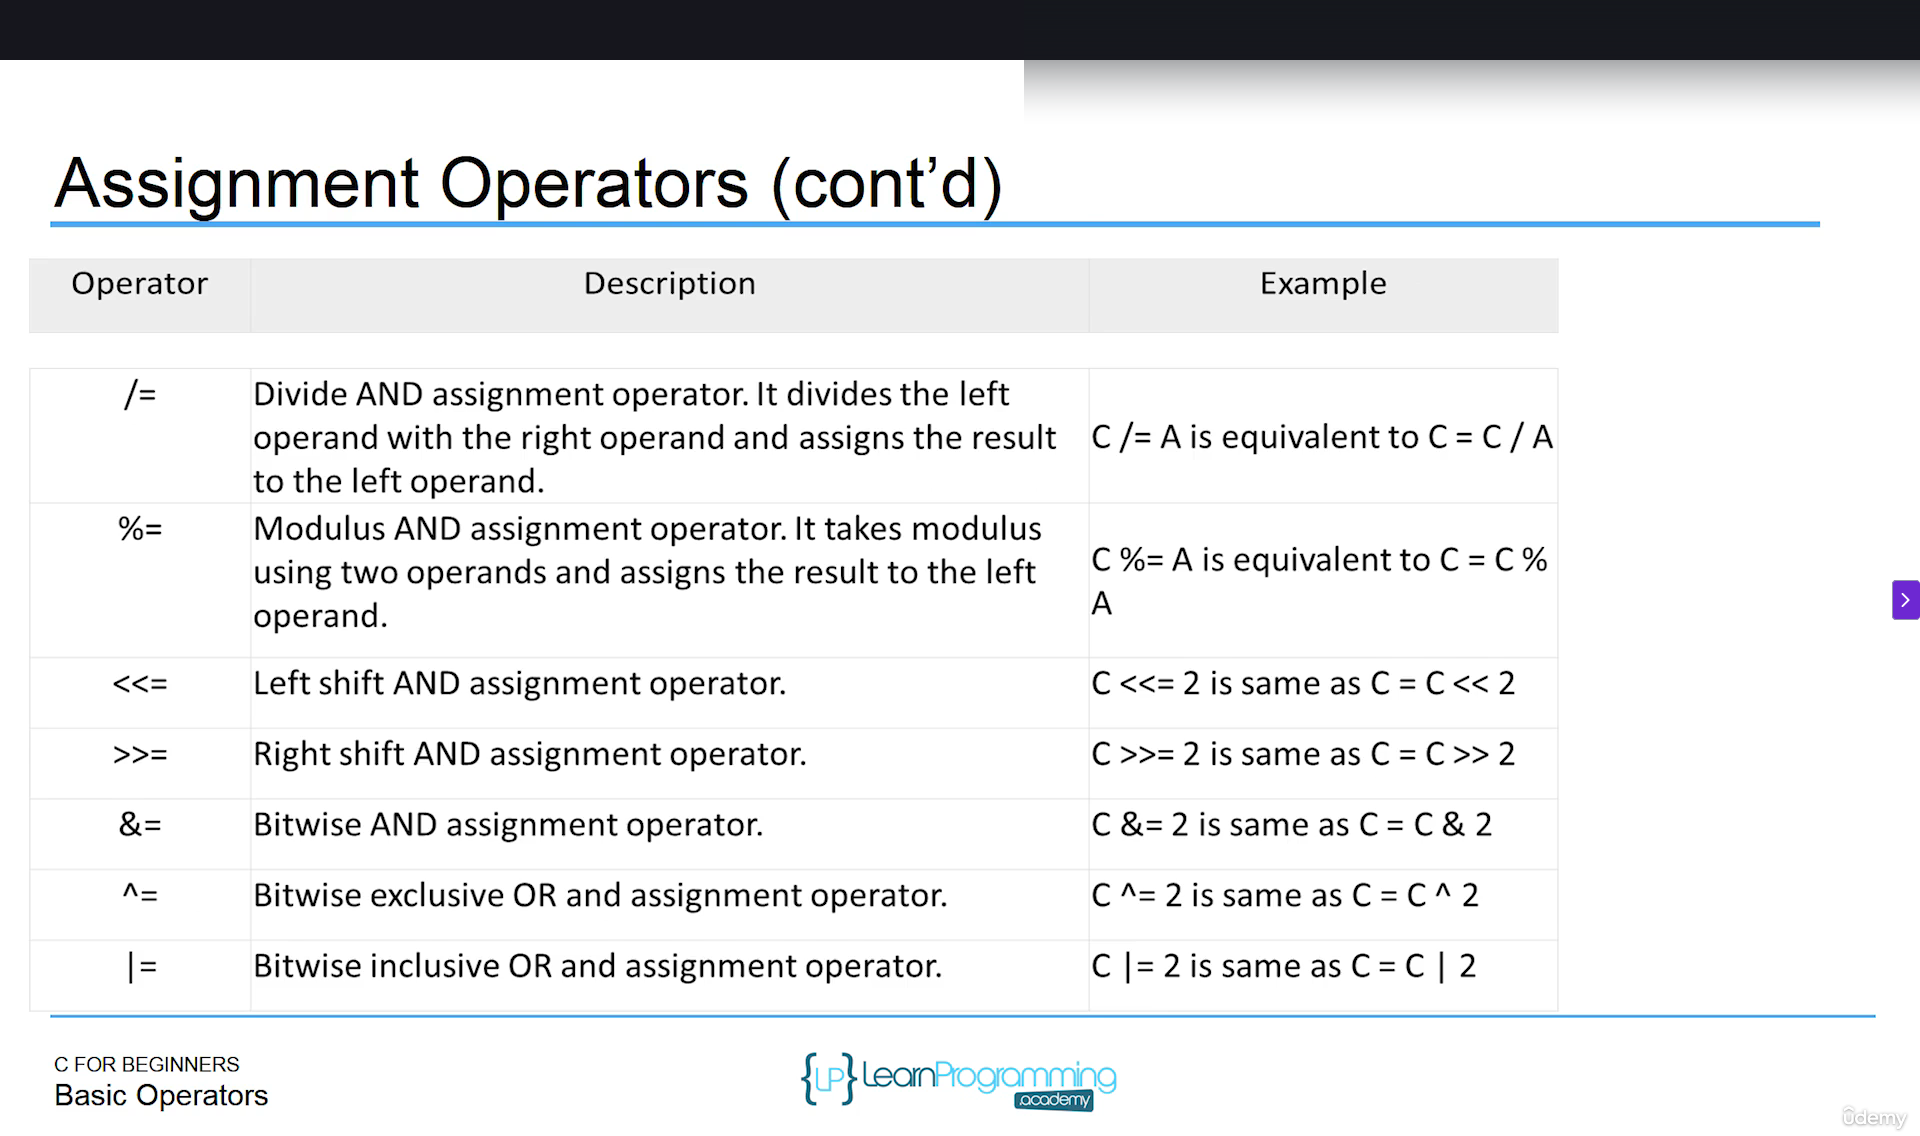 Assignment Operators (cont’d)
Operator Description Example
/= Divide AND assignment operator. It divides the left
operand with the right operand and assigns the result
to the left operand.
C /= A is equivalent to C = C / A
%= Modulus AND assignment operator. It takes modulus
using two operands and assigns the result to the left
operand.
C %= A is equivalent to C = C %
A
<<= Left shift AND assignment operator. C <<= 2 is same as C = C << 2
>>= Right shift AND assignment operator. C >>= 2 is same as C = C >> 2
&= Bitwise AND assignment operator. C &= 2 is same as C = C & 2
^= Bitwise exclusive OR and assignment operator. C ^= 2 is same as C = C ^ 2
|= Bitwise inclusive OR and assignment operator. C |= 2 is same as C = C | 2
C FOR BEGINNERS
Basic Operators
{LP} LearnProgramming
.academy
ûdemy